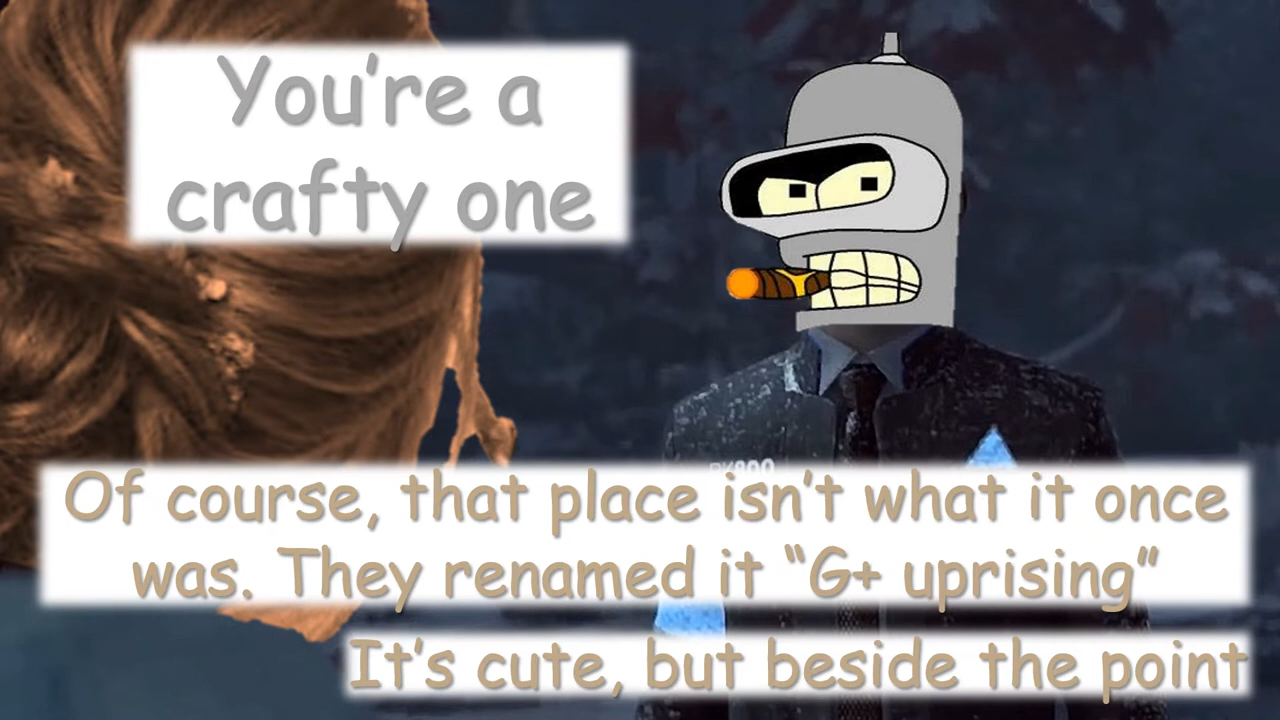 You’re a
crafty one
Of course, that place isn’t what it once
was. They renamed it “G+ uprising”
It’s cute, but beside the point